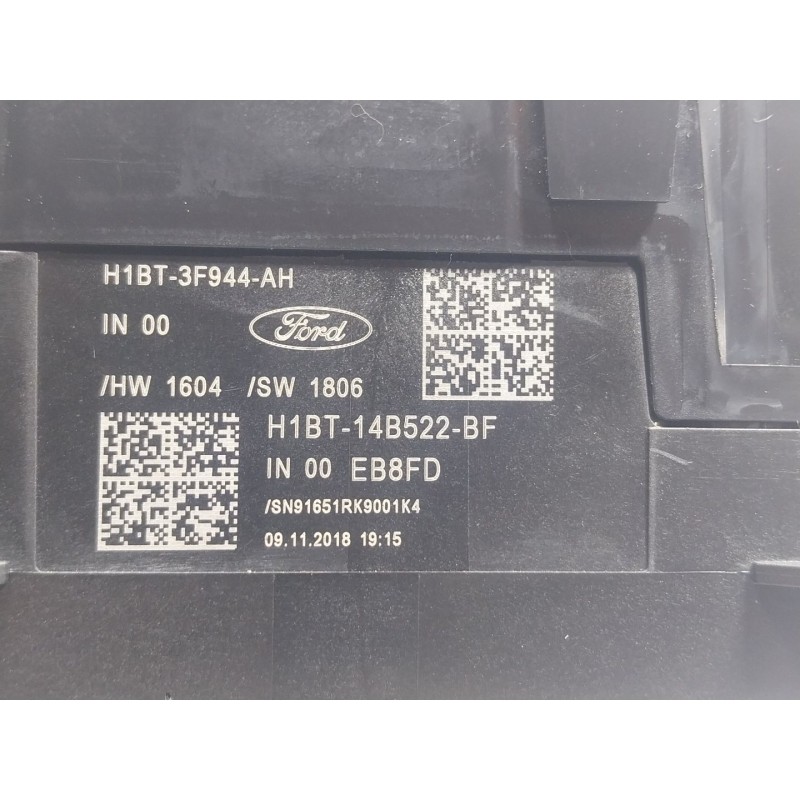 H1BT-3F944-AH
IN 00 Ford
/HW 1604 /SW 1806
H1BT-14B522-BF
IN 00 EB8FD
/SN91651RK9001K4
09.11.2018 19:15